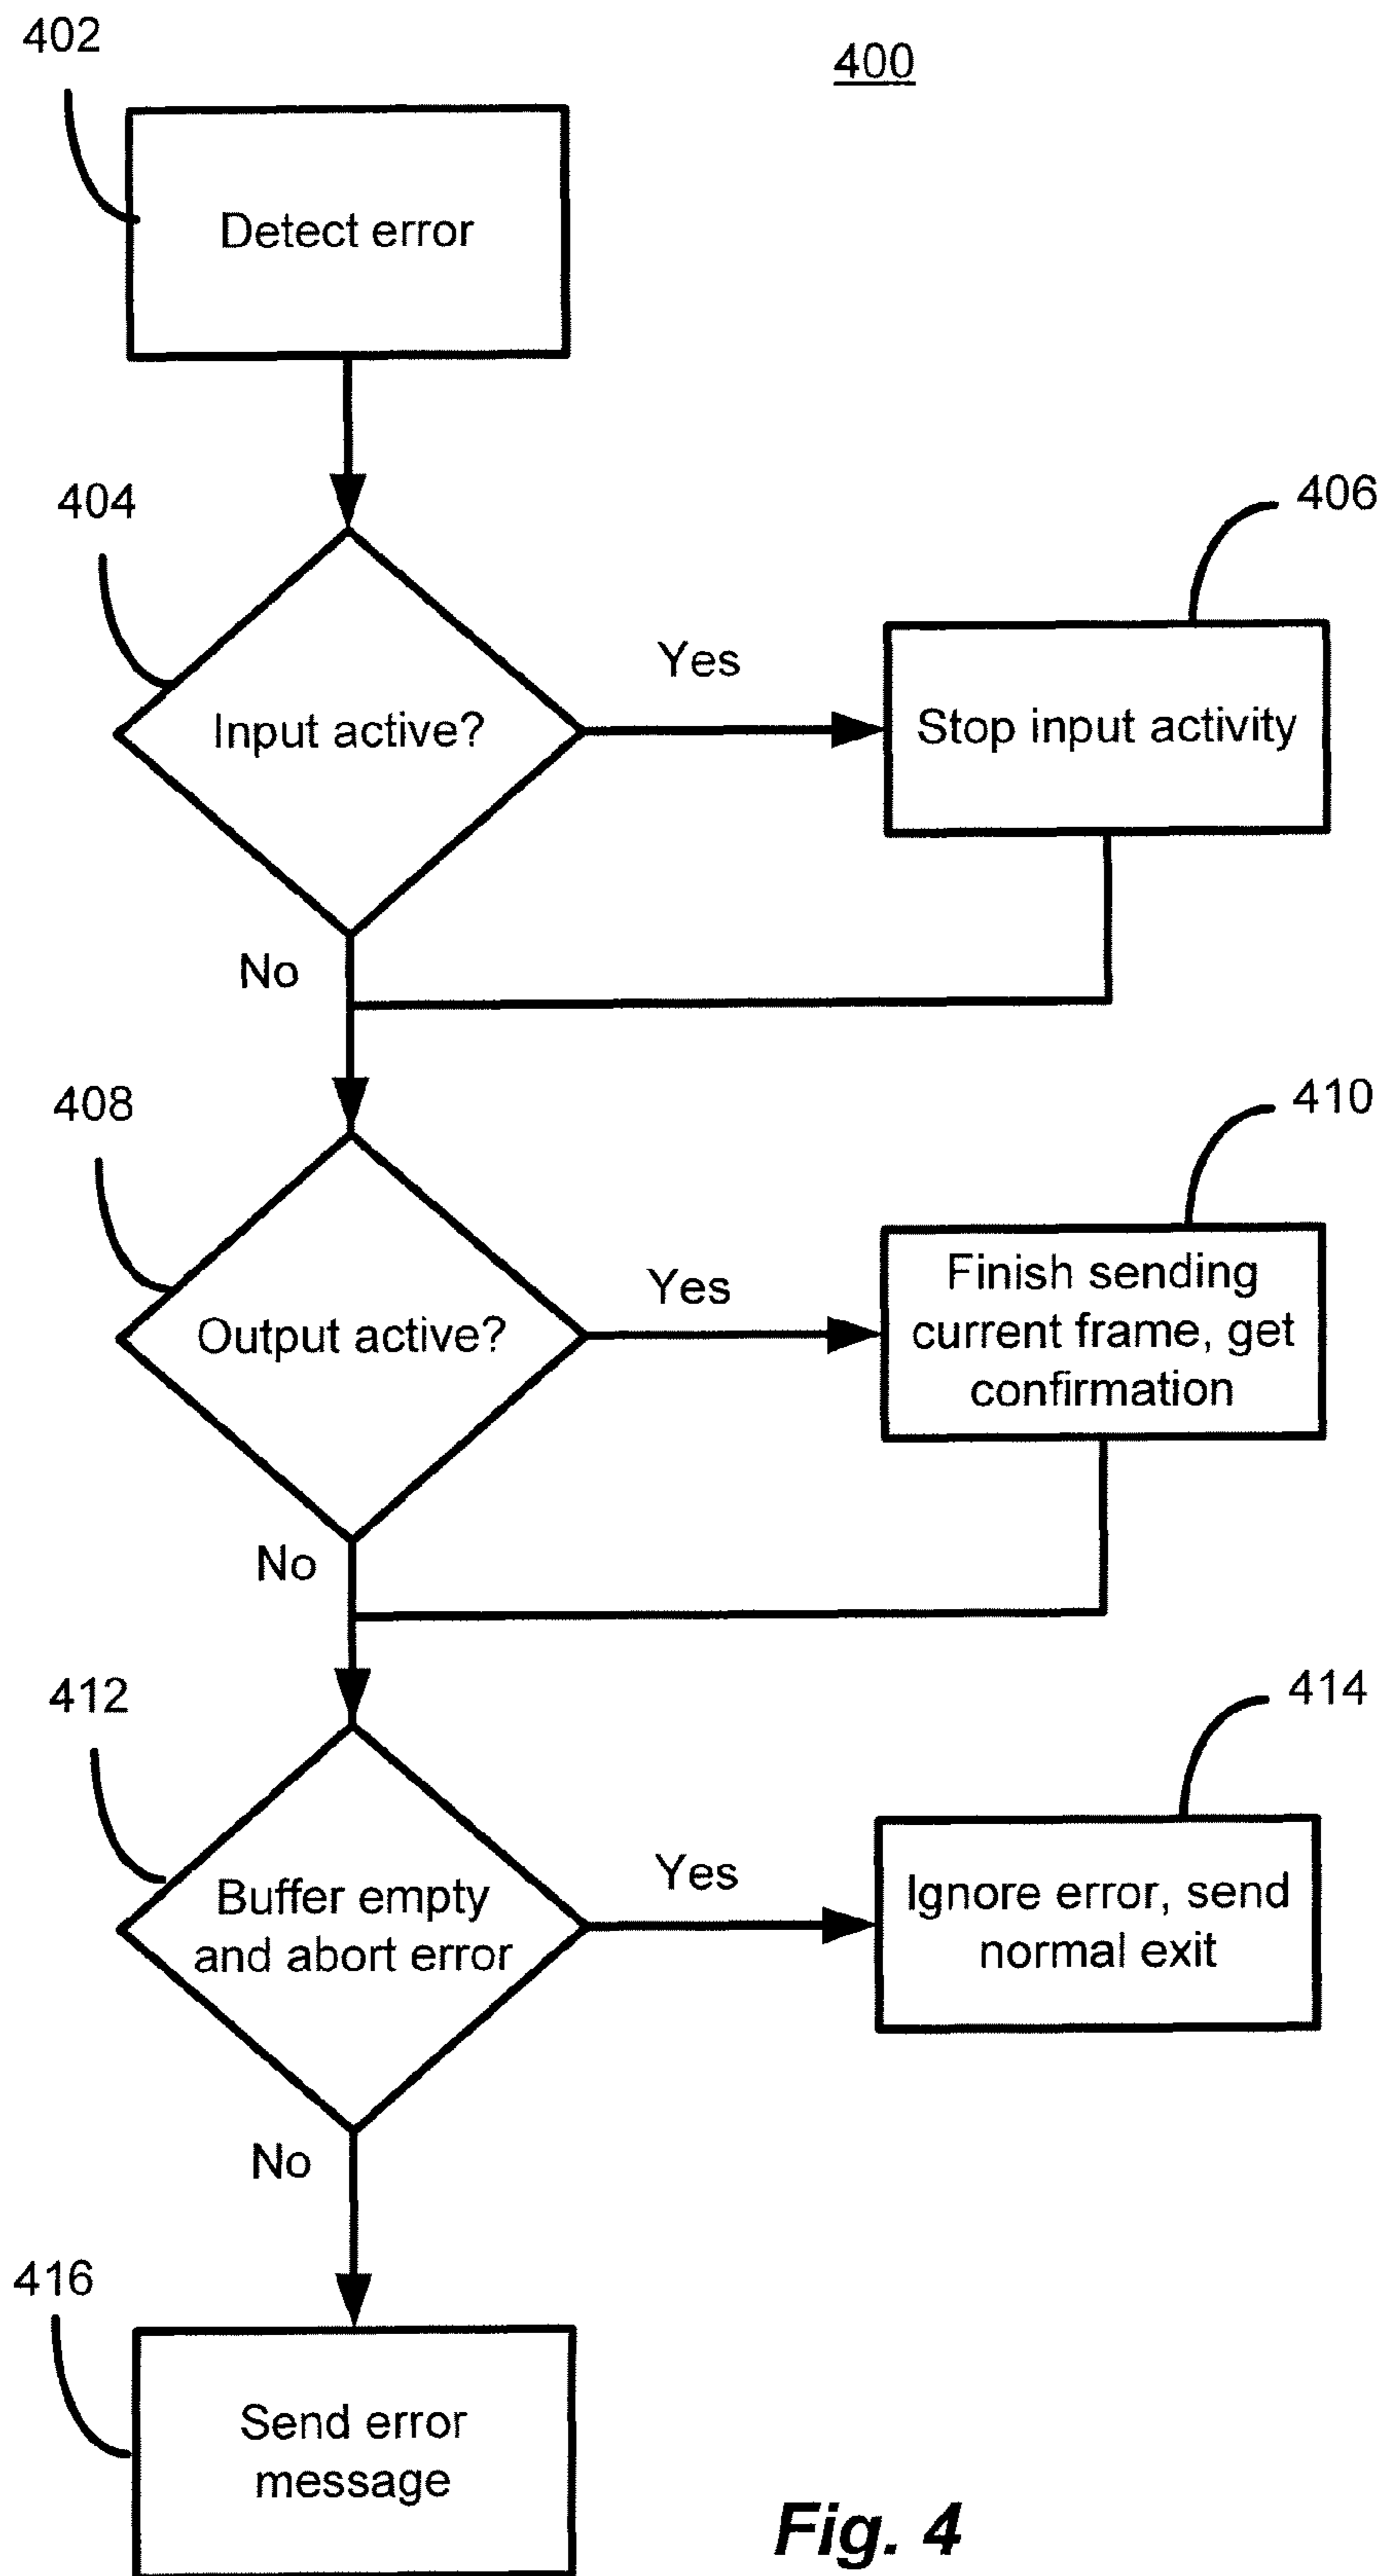 402
400
Detect error
404
406
Yes
Input active?
Stop input activity
No
408
410
Yes
Output active?
Finish sending
current frame, get
confirmation
No
412
414
Yes
Buffer empty
and abort error
Ignore error, send
normal exit
No
416
Send error
message
Fig. 4